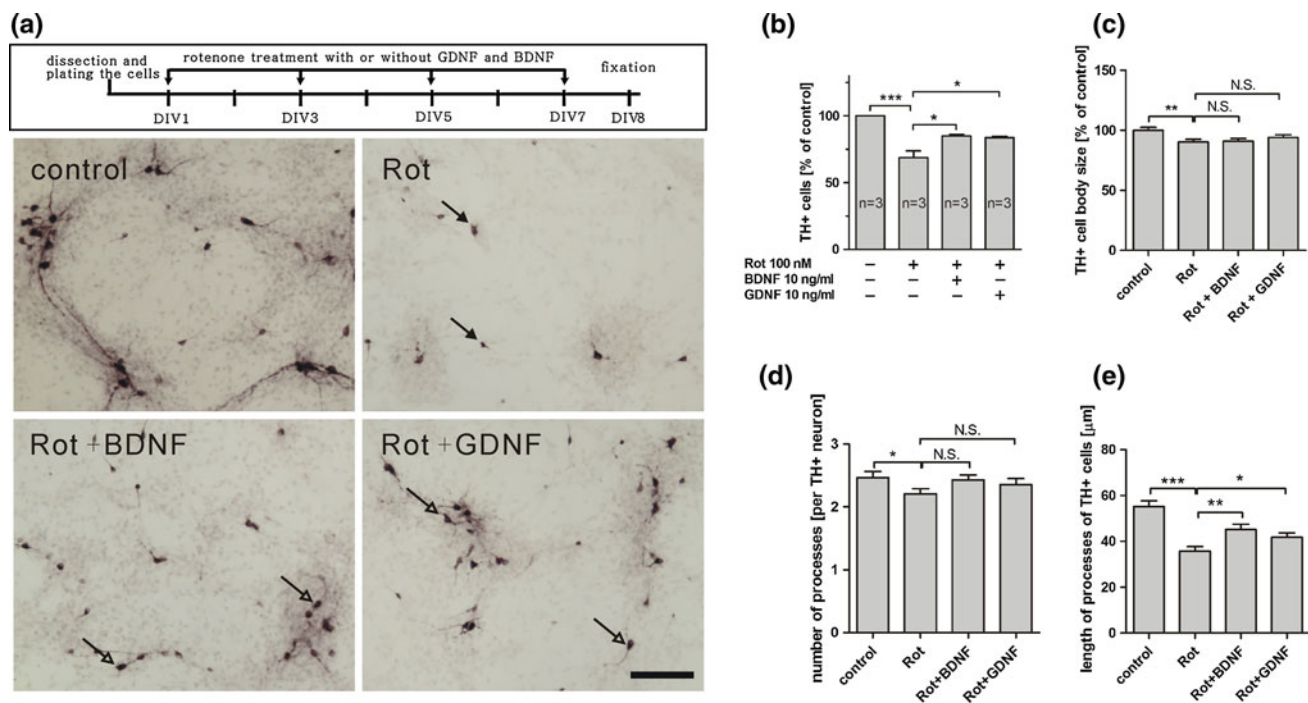 (a)
dissection and
plating the cells
rotenone treatment with or without GDNF and BDNF
fixation
DIV1
DIV3
DIV5
DIV7
DIV8
control
Rot
Rot +BDNF
Rot +GDNF
(b)
TH+ cells [% of control]
150
100
50
0
***
*
*
n=3
n=3
n=3
n=3
Rot 100 nM − + + +
BDNF 10 ng/ml − − + −
GDNF 10 ng/ml − − − +
(c)
TH+ cell body size [% of control]
150
100
50
0
**
N.S.
N.S.
control
Rot
Rot + BDNF
Rot + GDNF
(d)
number of processes [per TH+ neuron]
3
2
1
0
*
N.S.
N.S.
control
Rot
Rot+BDNF
Rot+GDNF
(e)
length of processes of TH+ cells [µm]
80
60
40
20
0
***
**
*
control
Rot
Rot+BDNF
Rot+GDNF